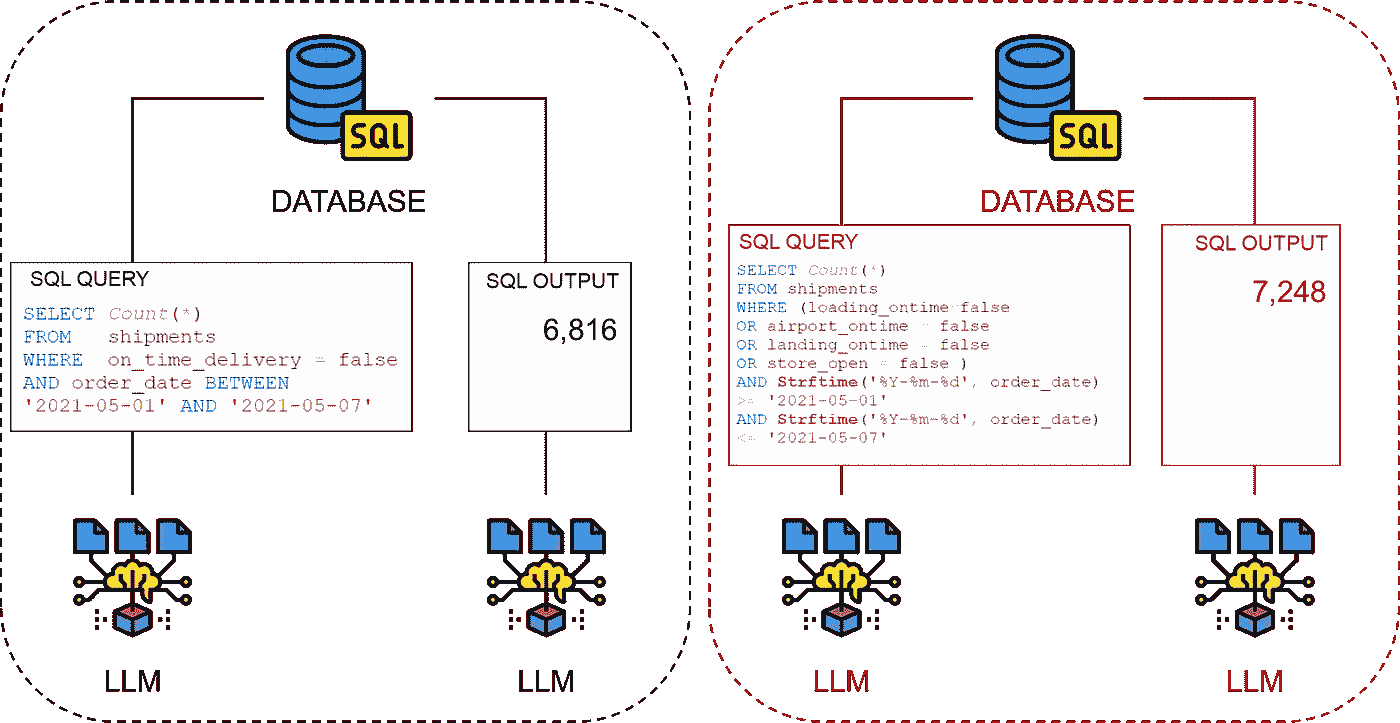 SQL
DATABASE
SQL QUERY
SELECT Count(*)
FROM shipments
WHERE on_time_delivery = false
AND order_date BETWEEN
'2021-05-01' AND '2021-05-07'
SQL OUTPUT
6,816
LLM
LLM
SQL
DATABASE
SQL QUERY
SELECT Count(*)
FROM shipments
WHERE (loading_ontime false
OR airport_ontime = false
OR landing_ontime = false
OR store_open = false )
AND Strftime('%Y-%m-%d', order_date)
>= '2021-05-01'
AND Strftime('%Y-%m-%d', order_date)
<= '2021-05-07'
SQL OUTPUT
7,248
LLM
LLM